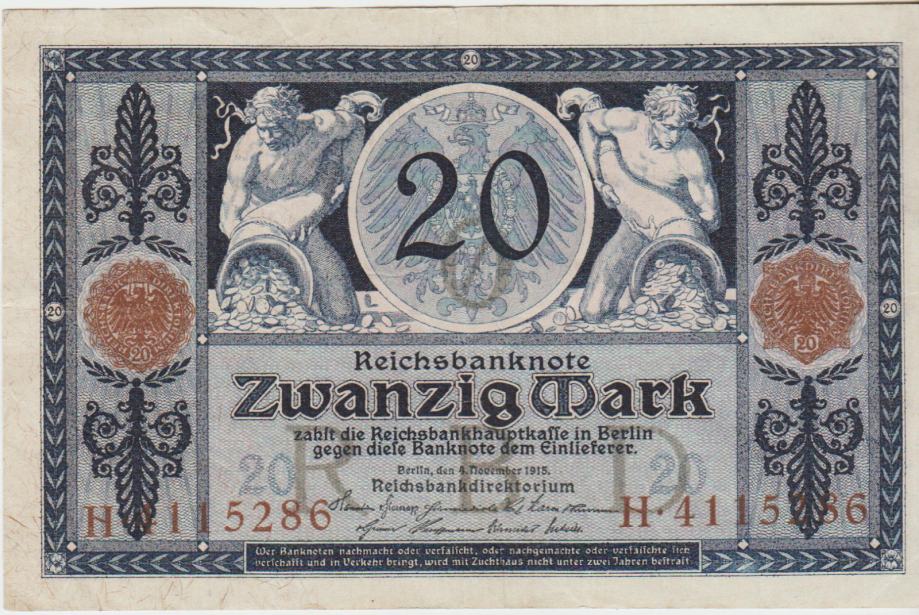 20
20
20
20
Reichsbanknote
Zwanzig Mark
zahlt die Reichsbankhauptkasse in Berlin
gegen diese Banknote dem Einlieferer.
20
20
R D
Berlin, den 4. November 1915.
Reichsbankdirektorium
H·4115286
H·4115286
20
20
Wer Banknoten nachmacht oder verfälscht, oder nachgemachte oder verfälschte sich
verschafft und in Verkehr bringt, wird mit Zuchthaus nicht unter zwei Jahren bestraft.
20